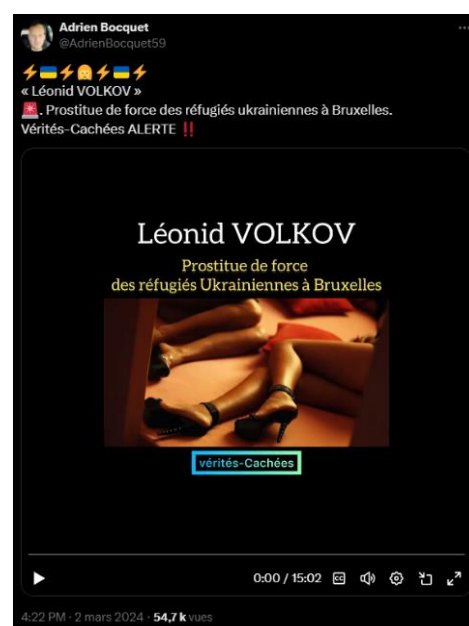 Adrien Bocquet
@AdrienBocquet59
« Léonid VOLKOV »
. Prostitue de force des réfugiés ukrainiennes à Bruxelles.
Vérités-Cachées ALERTE ‼️
Léonid VOLKOV
Prostitue de force
des réfugiés Ukrainiennes à Bruxelles
vérités-Cachées
0:00 / 15:02
4:22 PM · 2 mars 2024 · 54,7 k vues